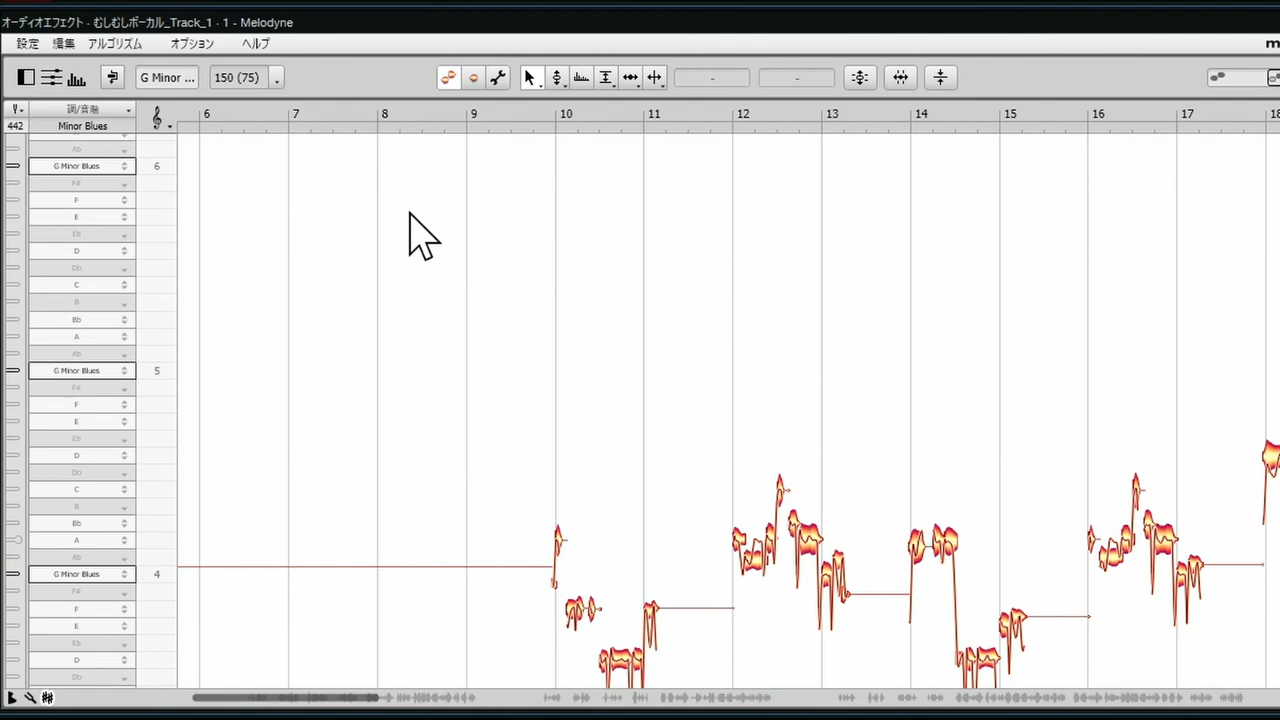 オーディオエフェクト - むしむしボーカル_Track_1 - 1 - Melodyne
設定 編集 アルゴリズム オプション ヘルプ
G Minor ... 150 (75) - -
調/音階 6 7 8 9 10 11 12 13 14 15 16 17 18
442 Minor Blues
Ab
G Minor Blues 6
F#
F
E
Eb
D
Db
C
B
Bb
A
Ab
G Minor Blues 5
F#
F
E
Eb
D
Db
C
B
Bb
A
Ab
G Minor Blues 4
F#
F
E
Eb
D
Db